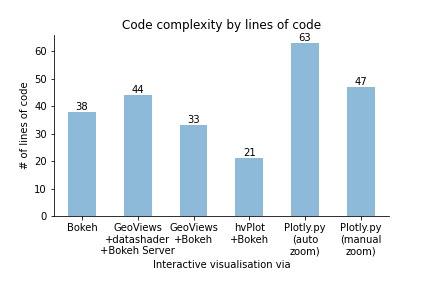 Code complexity by lines of code
# of lines of code
60
50
40
30
20
10
0
38
44
33
21
63
47
Bokeh
GeoViews
+datashader
+Bokeh Server
GeoViews
+Bokeh
hvPlot
+Bokeh
Plotly.py
(auto
zoom)
Plotly.py
(manual
zoom)
Interactive visualisation via